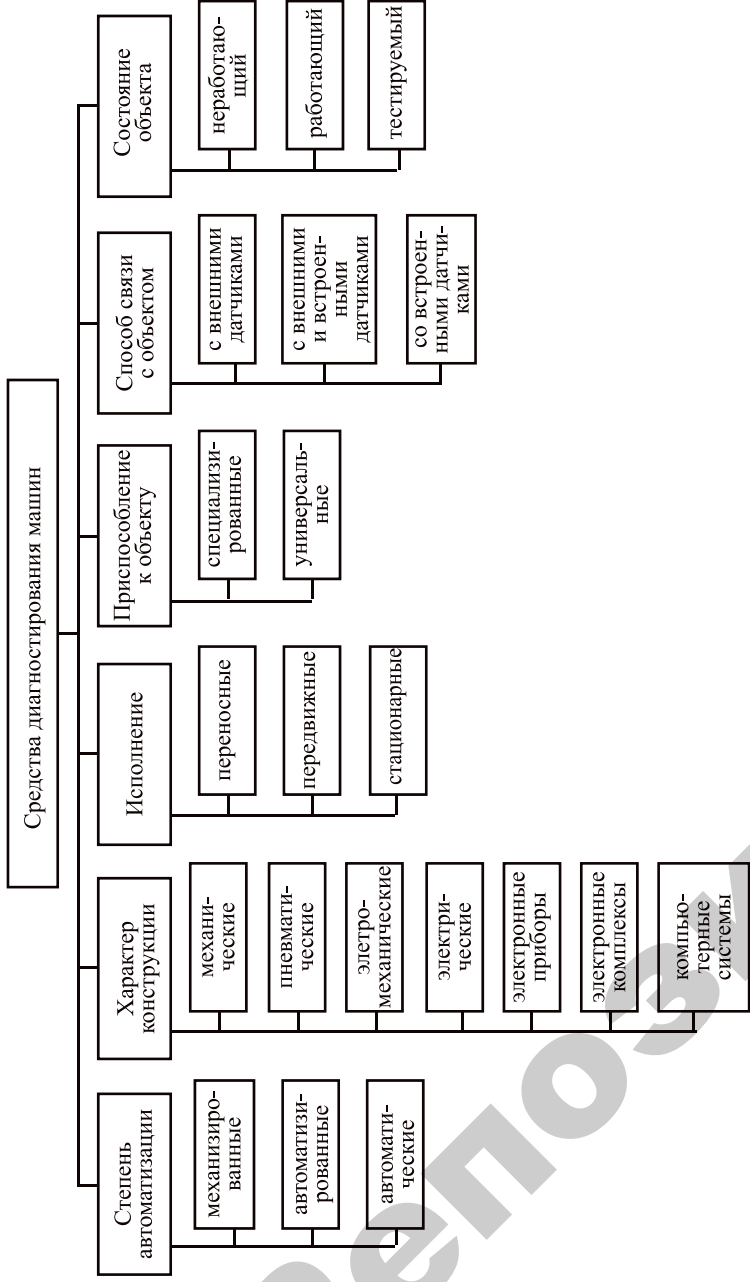 Средства диагностирования машин
Степень
автоматизации
механизиро-
ванные
автоматизи-
рованные
автомати-
ческие
Характер
конструкции
механи-
ческие
пневмати-
ческие
элетро-
механические
электри-
ческие
электронные
приборы
электронные
комплексы
компью-
терные
системы
Исполнение
переносные
передвижные
стационарные
Приспособление
к объекту
специализи-
рованные
универсаль-
ные
Способ связи
с объектом
с внешними
датчиками
с внешними
и встроен-
ными
датчиками
со встроен-
ными датчи-
ками
Состояние
объекта
неработаю-
щий
работающий
тестируемый